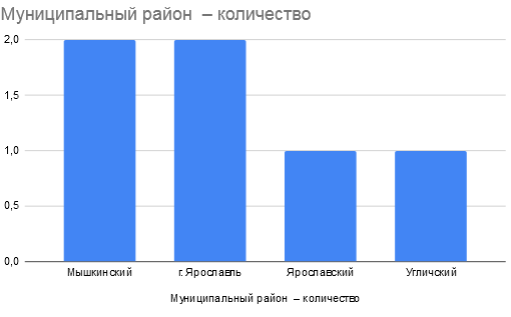 Муниципальный район – количество
2,0
1,5
1,0
0,5
0,0
Мышкинский г. Ярославль Ярославский Угличский
Муниципальный район – количество